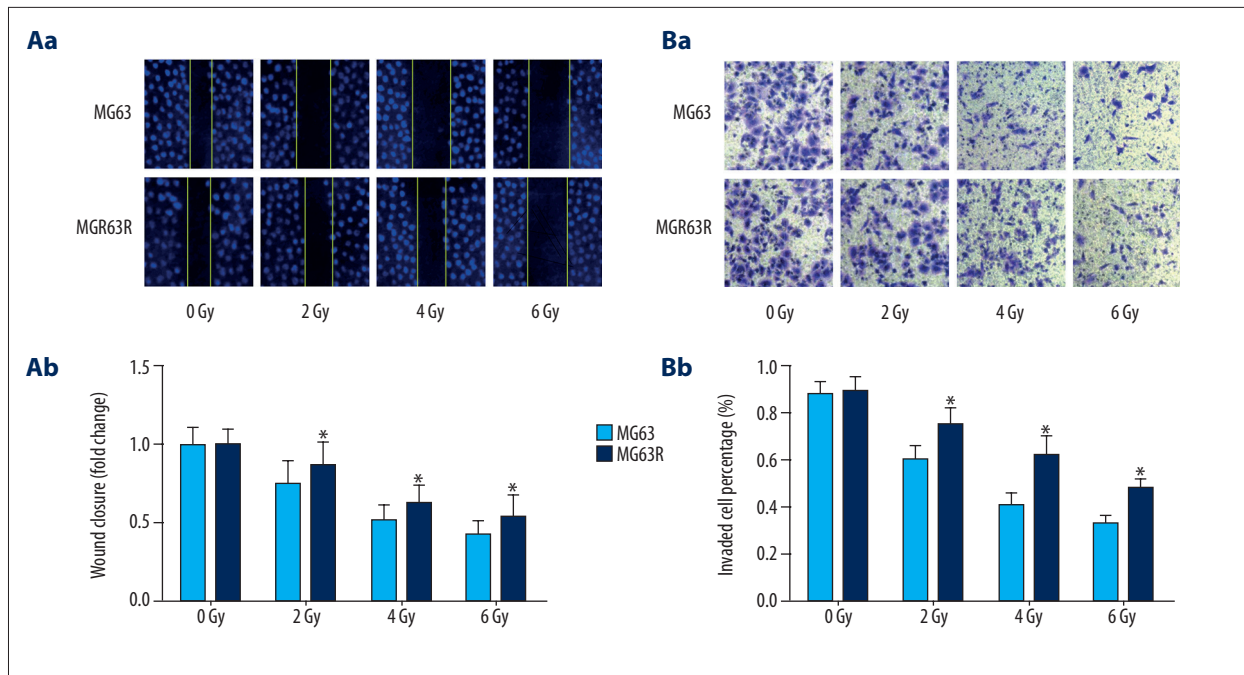 Aa
MG63
MGR63R
0 Gy
2 Gy
4 Gy
6 Gy
Ba
MG63
MGR63R
0 Gy
2 Gy
4 Gy
6 Gy
Ab
Wound closure (fold change)
1.5
1.0
0.5
0.0
*
*
*
0 Gy
2 Gy
4 Gy
6 Gy
MG63
MG63R
Bb
Invaded cell percentage (%)
1.0
0.8
0.6
0.4
0.2
0.0
*
*
*
0 Gy
2 Gy
4 Gy
6 Gy